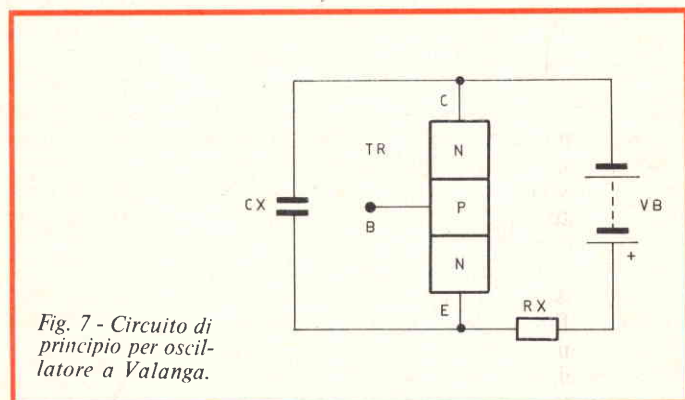 C
TR
N
CX
P
VB
B
N
+
E
RX
Fig. 7 - Circuito di
principio per oscil-
latore a Valanga.